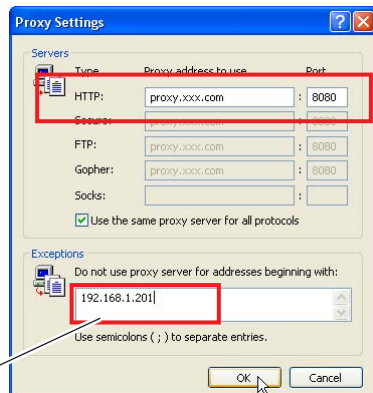 Proxy Settings
Servers
Type Proxy address to use Port
HTTP: proxy.xxx.com : 8080
Secure: proxy.xxx.com : 8080
FTP: proxy.xxx.com : 8080
Gopher: proxy.xxx.com : 8080
Socks: :
Use the same proxy server for all protocols
Exceptions
Do not use proxy server for addresses beginning with:
192.168.1.201
Use semicolons ( ; ) to separate entries.
OK Cancel